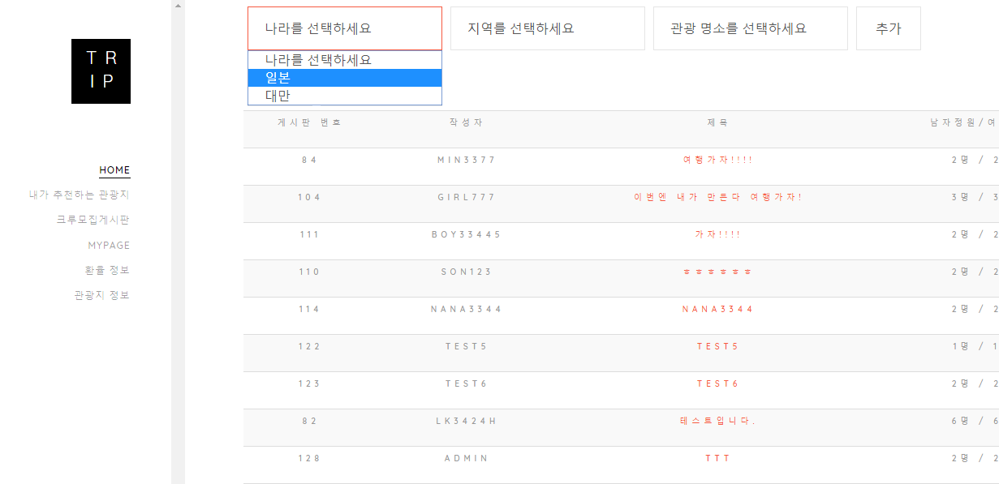 T R
I P
HOME
내가 추천하는 관광지
크루모집게시판
MYPAGE
환율 정보
관광지 정보
나라를 선택하세요 지역를 선택하세요 관광 명소를 선택하세요 추가
나라를 선택하세요
일본
대만
게시판 번호 작성자 제목 남자정원/여
84 MIN3377 여행가자!!!! 2명 / 2
104 GIRL777 이번엔 내가 만든다 여행가자! 3명 / 3
111 BOY33445 가자!!!! 2명 / 2
110 SON123 ㅎㅎㅎㅎㅎㅎ 2명 / 2
114 NANA3344 NANA3344 2명 / 2
122 TEST5 TEST5 1명 / 1
123 TEST6 TEST6 2명 / 2
82 LK3424H 테스트입니다. 6명 / 6
128 ADMIN TTT 2명 / 2